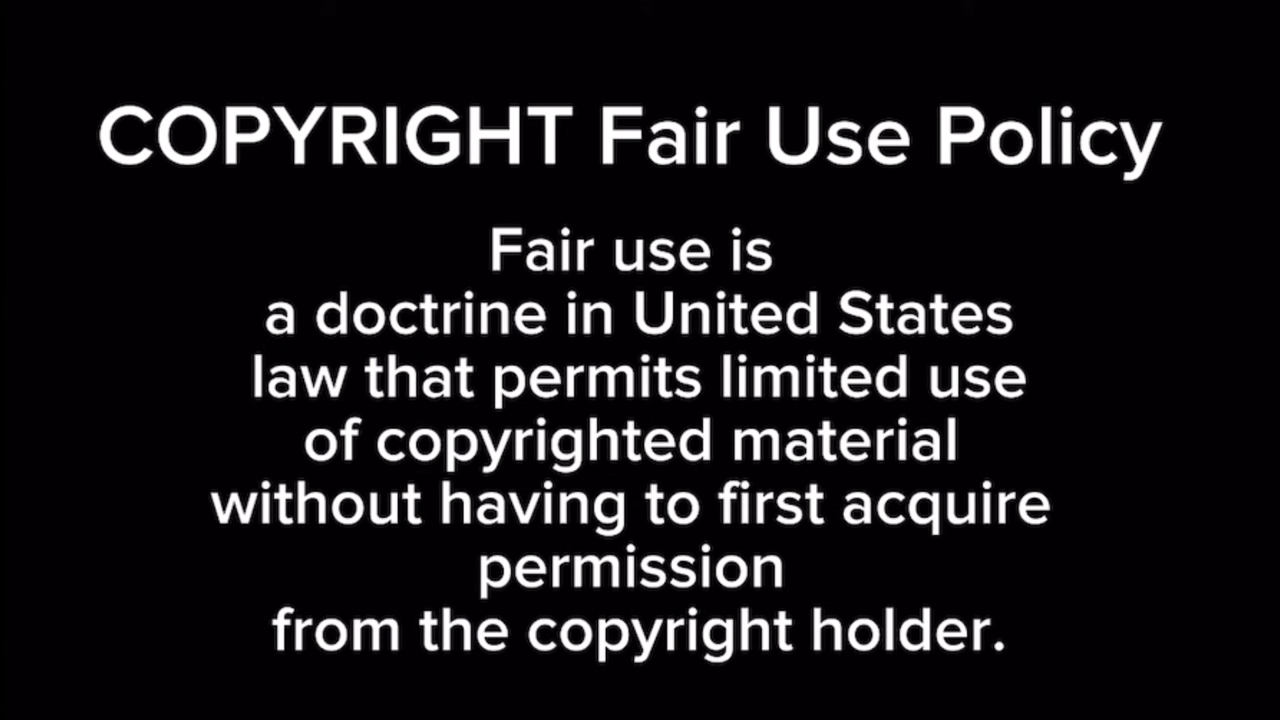 COPYRIGHT Fair Use Policy
Fair use is
a doctrine in United States
law that permits limited use
of copyrighted material
without having to first acquire
permission
from the copyright holder.